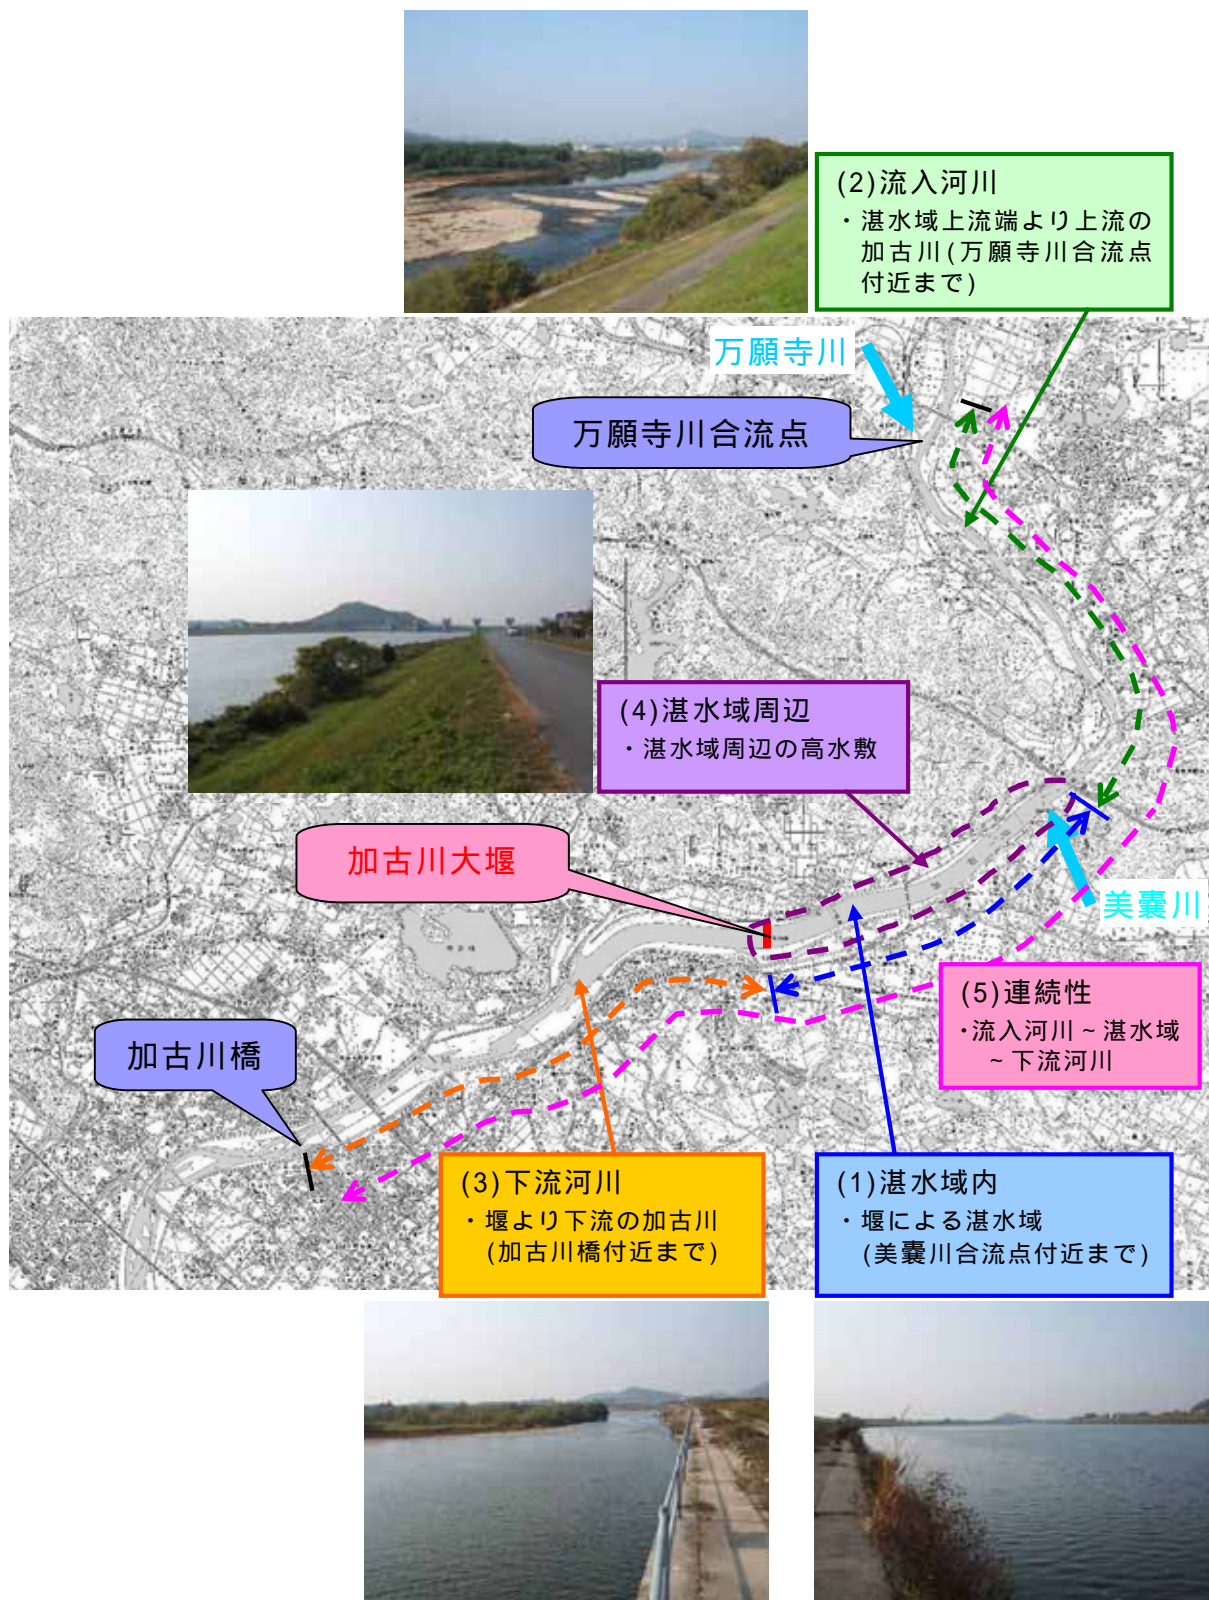 (2)流入河川
・湛水域上流端より上流の
加古川(万願寺川合流点
付近まで)
万願寺川
万願寺川合流点
(4)湛水域周辺
・湛水域周辺の高水敷
加古川大堰
美嚢川
(5)連続性
・流入河川~湛水域
~下流河川
加古川橋
(3)下流河川
・堰より下流の加古川
(加古川橋付近まで)
(1)湛水域内
・堰による湛水域
(美嚢川合流点付近まで)